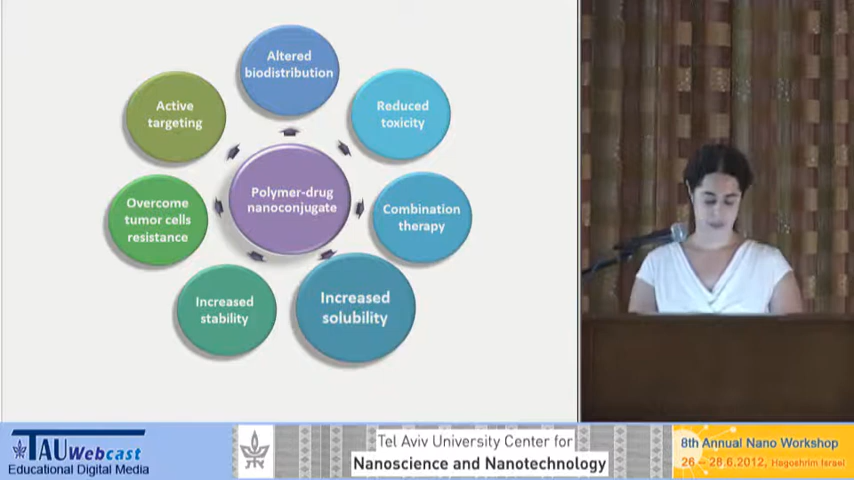 Altered
biodistribution
Reduced
toxicity
Combination
therapy
Increased
solubility
Increased
stability
Overcome
tumor cells
resistance
Active
targeting
Polymer-drug
nanoconjugate
TAU Webcast
Educational Digital Media
Tel Aviv University Center for
Nanoscience and Nanotechnology
8th Annual Nano Workshop
26 – 28.6.2012, Hagoshrim Israel